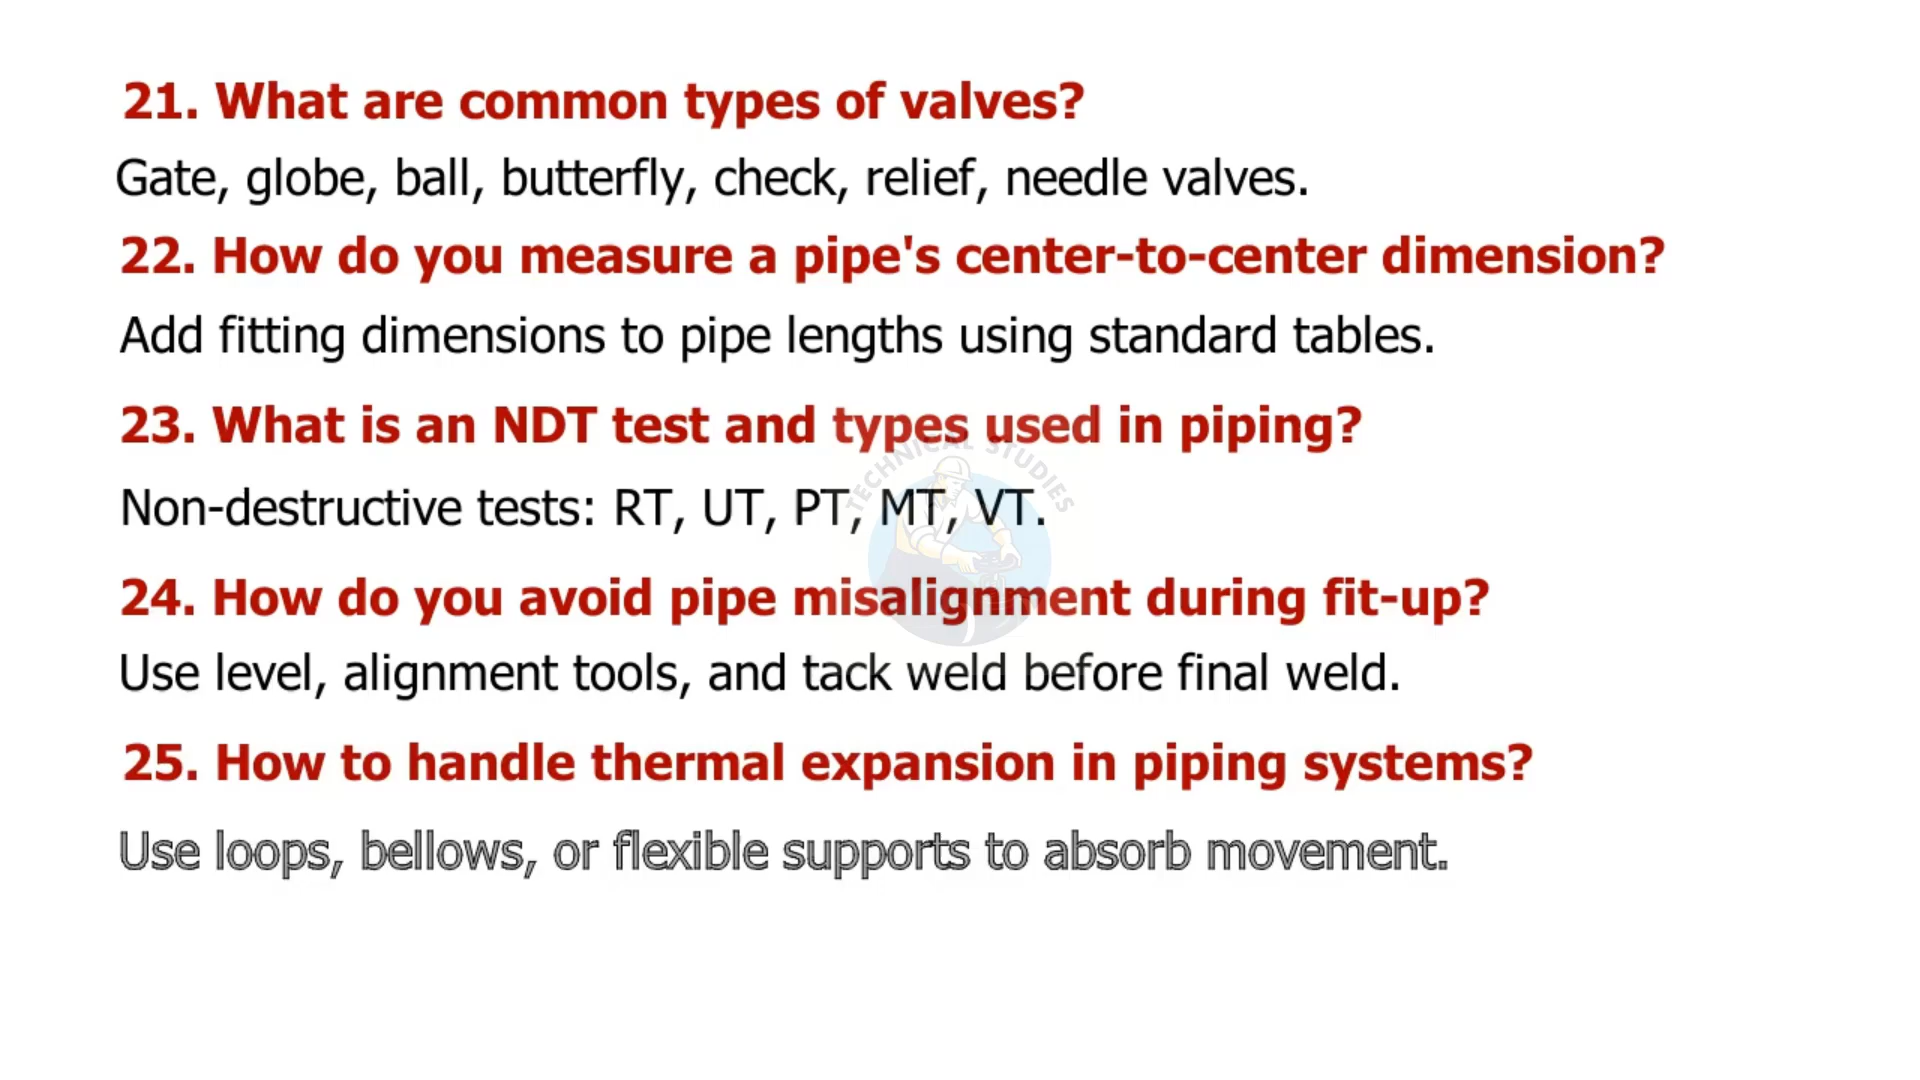 21. What are common types of valves?
Gate, globe, ball, butterfly, check, relief, needle valves.
22. How do you measure a pipe's center-to-center dimension?
Add fitting dimensions to pipe lengths using standard tables.
23. What is an NDT test and types used in piping?
TECHNICAL STUDIES
Non-destructive tests: RT, UT, PT, MT, VT.
24. How do you avoid pipe misalignment during fit-up?
Use level, alignment tools, and tack weld before final weld.
25. How to handle thermal expansion in piping systems?
Use loops, bellows, or flexible supports to absorb movement.